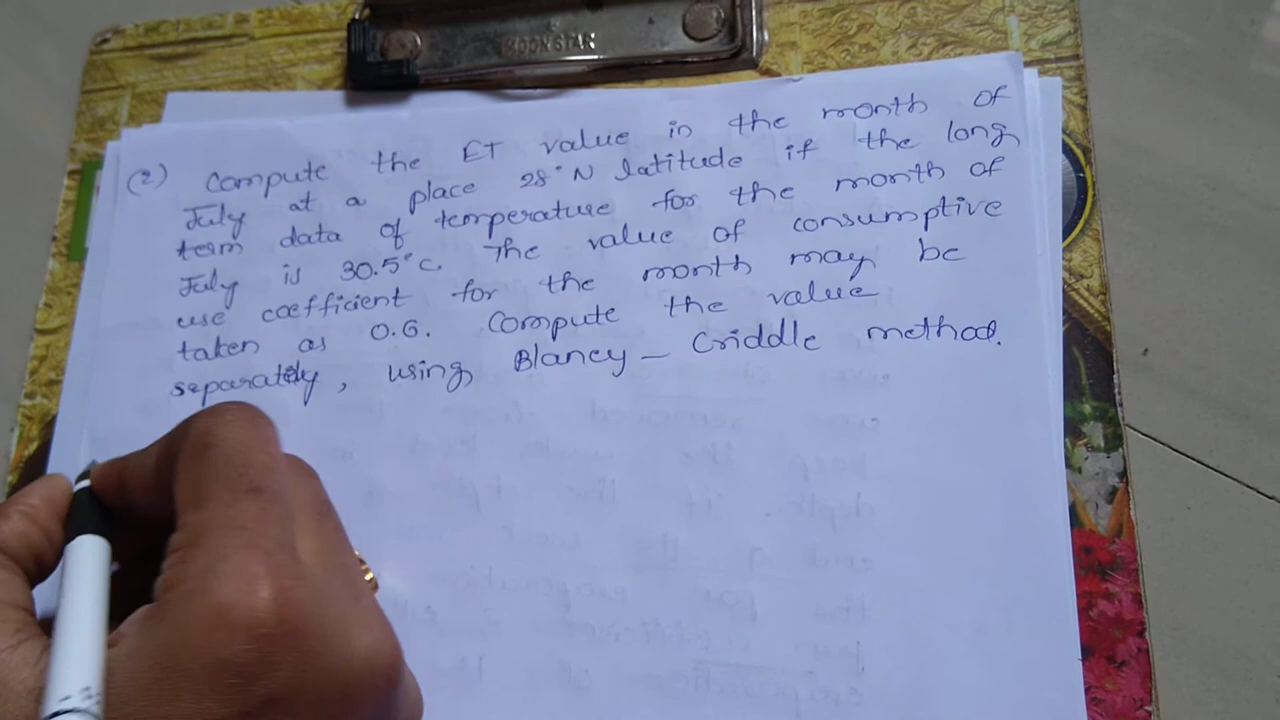 MOONSTAR
(2) Compute the ET value in the month of
July at a place 28°N latitude if the long
term data of temperature for the month of
July is 30.5°C. The value of consumptive
use coefficient for the month may be
taken as 0.6. Compute the value
separately, using Blaney - Criddle method.